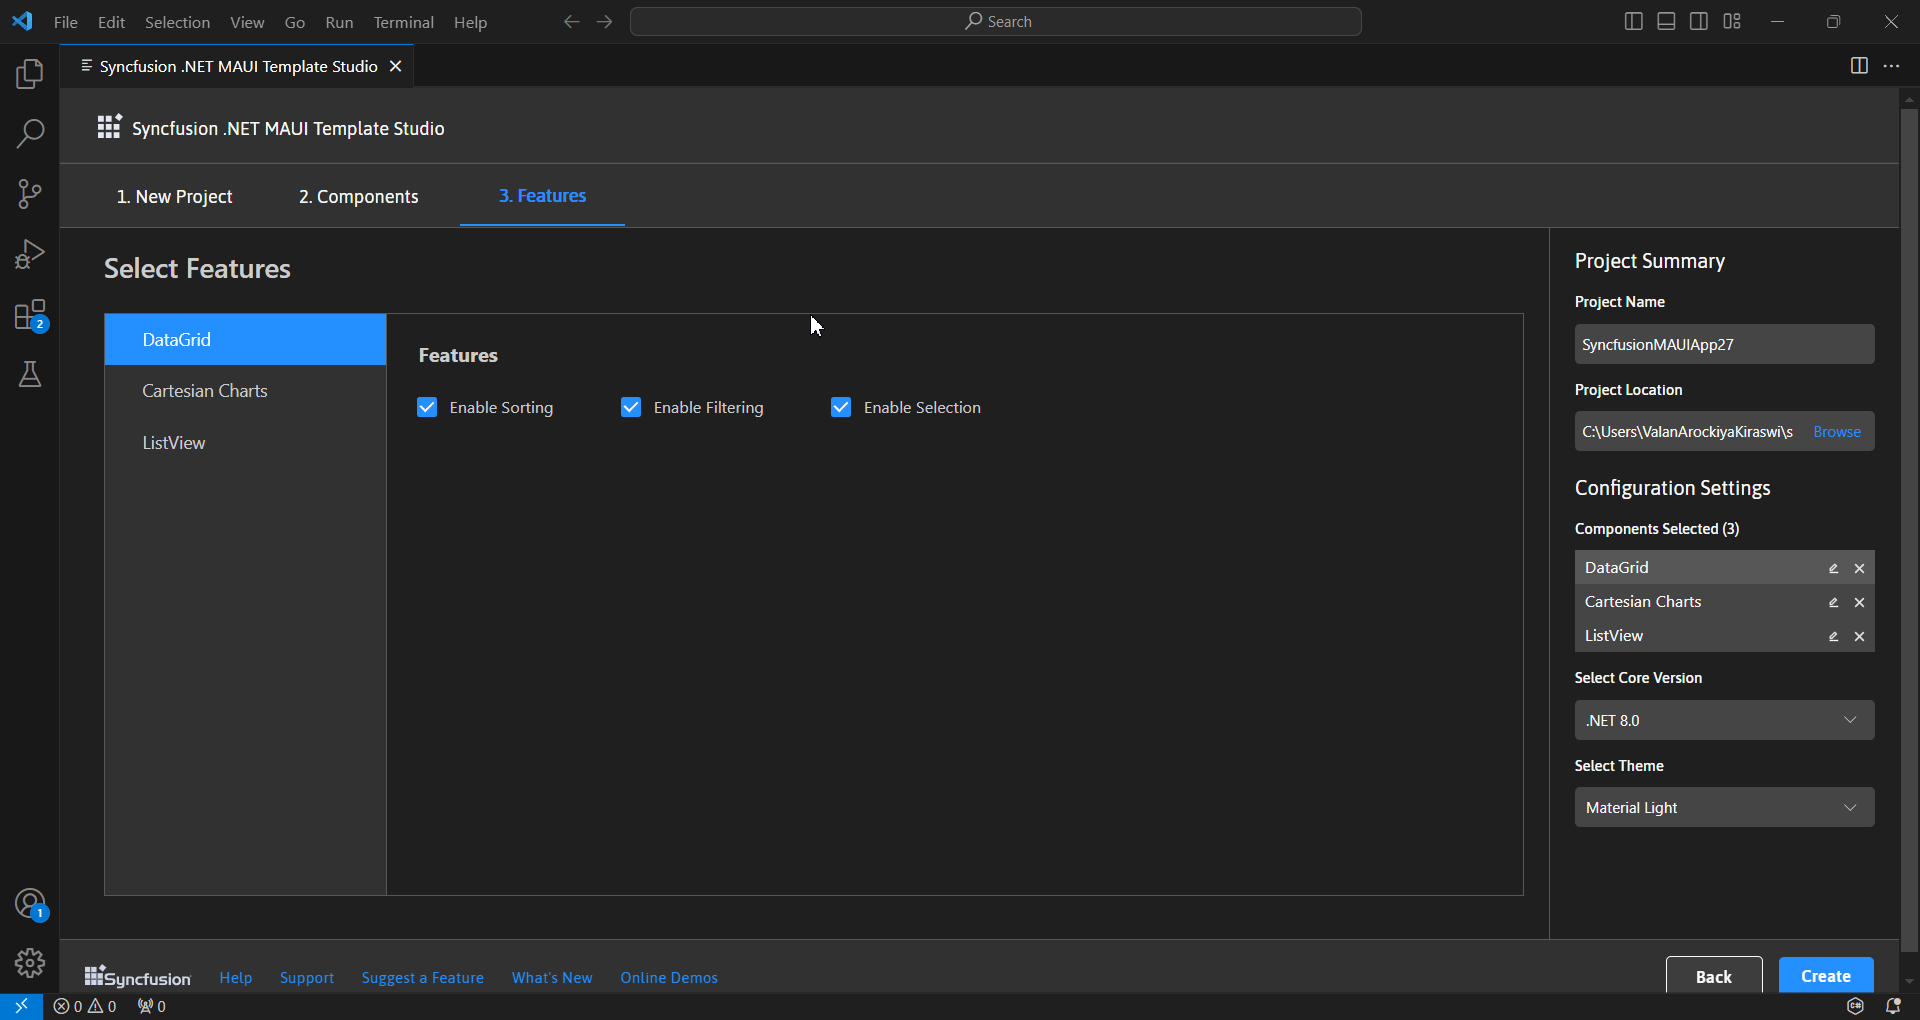 File Edit Selection View Go Run Terminal Help Search
Syncfusion .NET MAUI Template Studio
Syncfusion .NET MAUI Template Studio
1. New Project 2. Components 3. Features
Select Features
DataGrid
Cartesian Charts
ListView
Features
Enable Sorting Enable Filtering Enable Selection
Project Summary
Project Name
SyncfusionMAUIApp27
Project Location
C:\Users\ValanArockiyaKiraswi\s Browse
Configuration Settings
Components Selected (3)
DataGrid
Cartesian Charts
ListView
Select Core Version
.NET 8.0
Select Theme
Material Light
2
1
Syncfusion Help Support Suggest a Feature What's New Online Demos Back Create
0 0 0